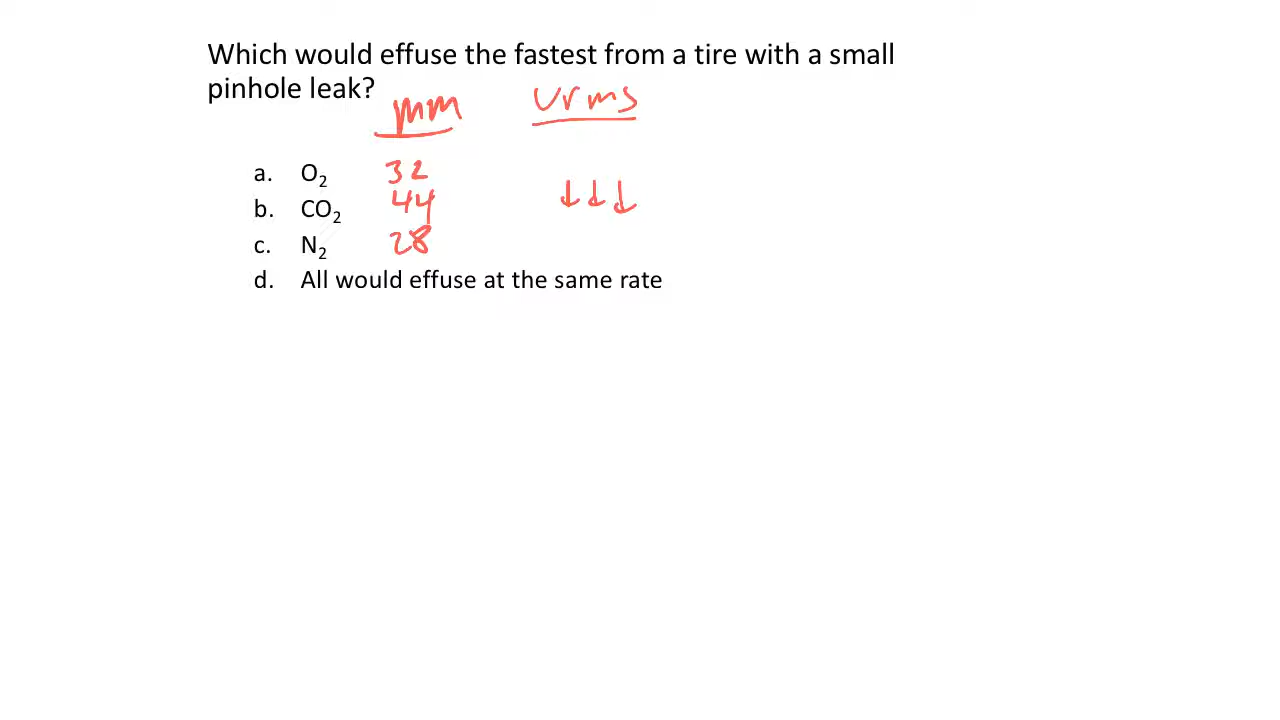 Which would effuse the fastest from a tire with a small
pinhole leak?
mm vrms
a. O₂ 32
b. CO₂ 44 ↓ ↓ ↓
c. N₂ 28
d. All would effuse at the same rate